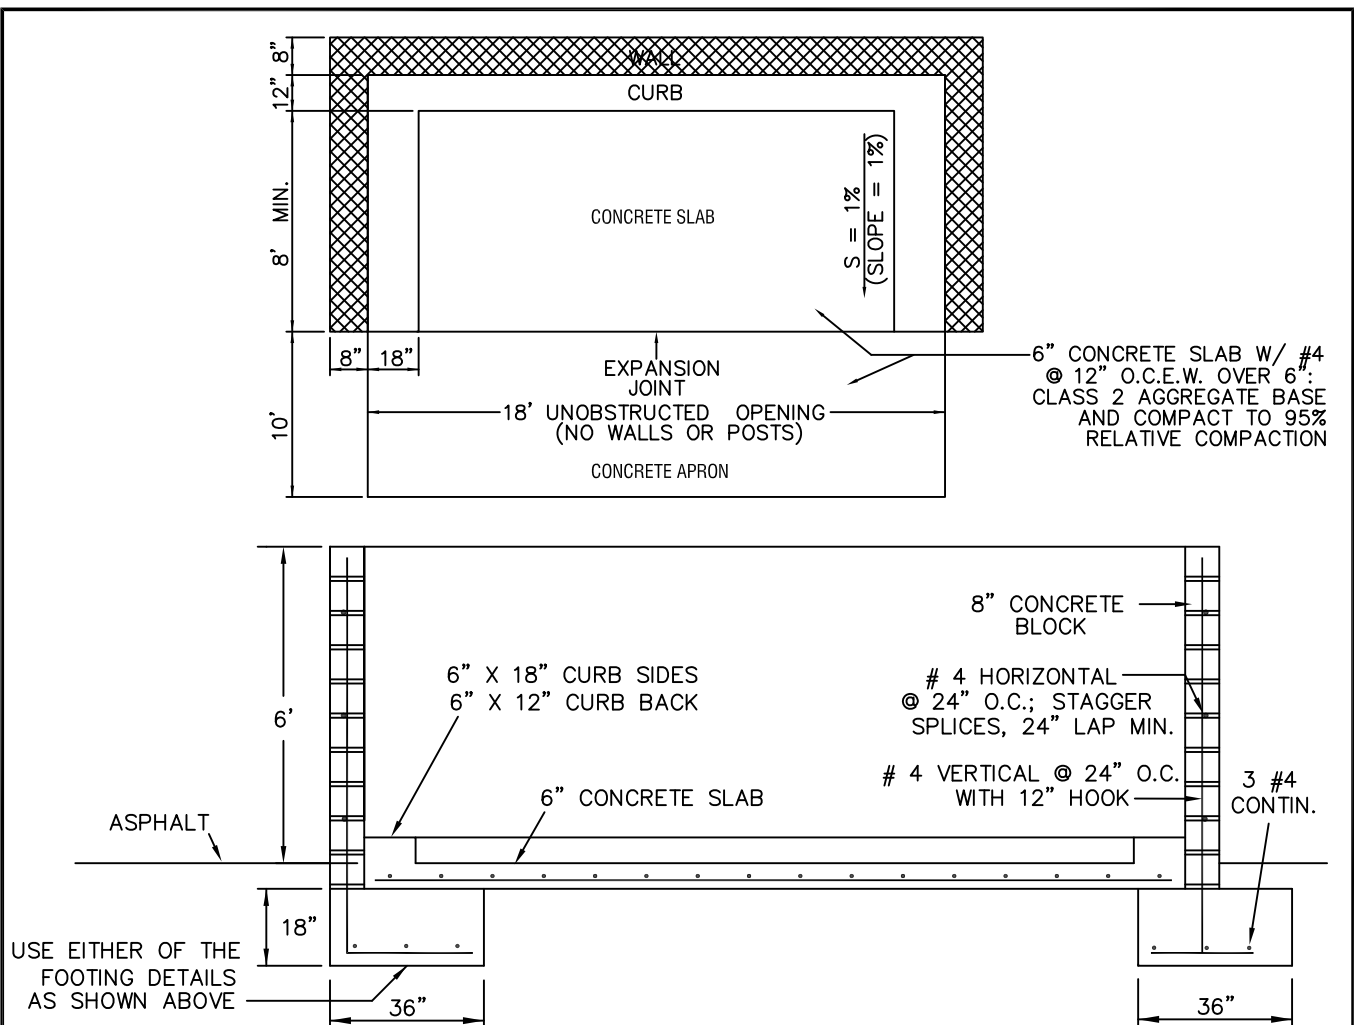 8"
WALL
12"
CURB
8' MIN.
CONCRETE SLAB
S = 1%
(SLOPE = 1%)
8"
18"
EXPANSION
JOINT
6" CONCRETE SLAB W/ #4
@ 12" O.C.E.W. OVER 6":
CLASS 2 AGGREGATE BASE
AND COMPACT TO 95%
RELATIVE COMPACTION
10'
18' UNOBSTRUCTED OPENING
(NO WALLS OR POSTS)
CONCRETE APRON
8" CONCRETE
BLOCK
6" X 18" CURB SIDES
6" X 12" CURB BACK
# 4 HORIZONTAL
@ 24" O.C.; STAGGER
SPLICES, 24" LAP MIN.
6'
# 4 VERTICAL @ 24" O.C.
WITH 12" HOOK
3 #4
CONTIN.
6" CONCRETE SLAB
ASPHALT
18"
USE EITHER OF THE
FOOTING DETAILS
AS SHOWN ABOVE
36"
36"